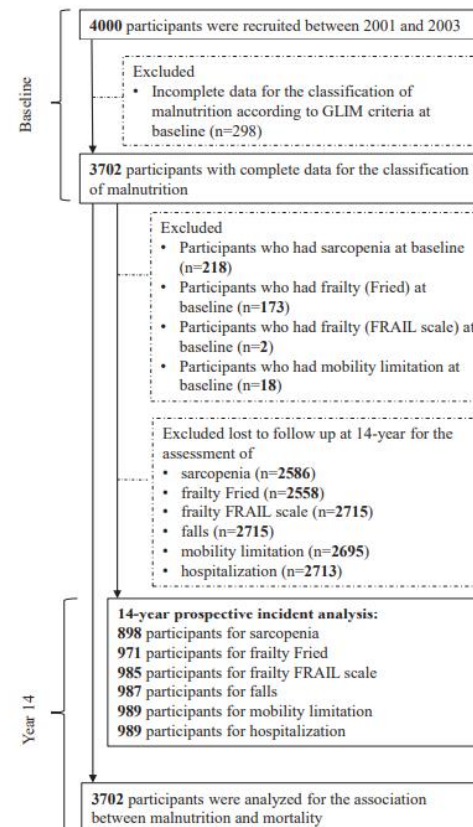 4000 participants were recruited between 2001 and 2003
Baseline
Excluded
• Incomplete data for the classification of
malnutrition according to GLIM criteria at
baseline (n=298)
3702 participants with complete data for the classification
of malnutrition
Excluded
• Participants who had sarcopenia at baseline
(n=218)
• Participants who had frailty (Fried) at
baseline (n=173)
• Participants who had frailty (FRAIL scale) at
baseline (n=2)
• Participants who had mobility limitation at
baseline (n=18)
Excluded lost to follow up at 14-year for the
assessment of
• sarcopenia (n=2586)
• frailty Fried (n=2558)
• frailty FRAIL scale (n=2715)
• falls (n=2715)
• mobility limitation (n=2695)
• hospitalization (n=2713)
Year 14
14-year prospective incident analysis:
898 participants for sarcopenia
971 participants for frailty Fried
985 participants for frailty FRAIL scale
987 participants for falls
989 participants for mobility limitation
989 participants for hospitalization
3702 participants were analyzed for the association
between malnutrition and mortality